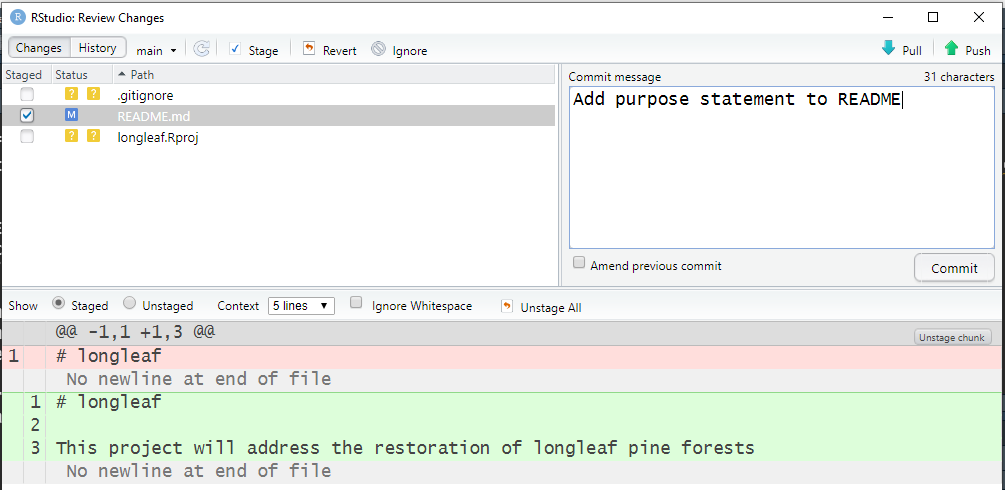 R RStudio: Review Changes
Changes History main Stage Revert Ignore Pull Push
Staged Status Path
? ? .gitignore
M README.md
? ? longleaf.Rproj
Commit message 31 characters
Add purpose statement to README
Amend previous commit Commit
Show Staged Unstaged Context 5 lines Ignore Whitespace Unstage All
@@ -1,1 +1,3 @@ Unstage chunk
1 # longleaf
No newline at end of file
1 # longleaf
2
3 This project will address the restoration of longleaf pine forests
No newline at end of file